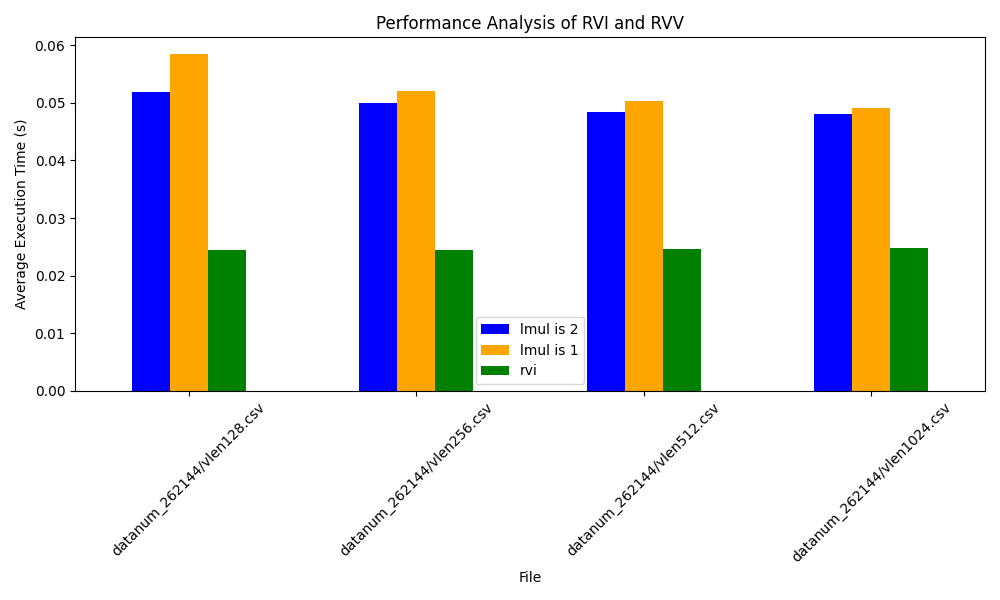 Performance Analysis of RVI and RVV
Average Execution Time (s)
0.06
0.05
0.04
0.03
0.02
0.01
0.00
lmul is 2
lmul is 1
rvi
datanum_262144/vlen128.csv
datanum_262144/vlen256.csv
datanum_262144/vlen512.csv
datanum_262144/vlen1024.csv
File